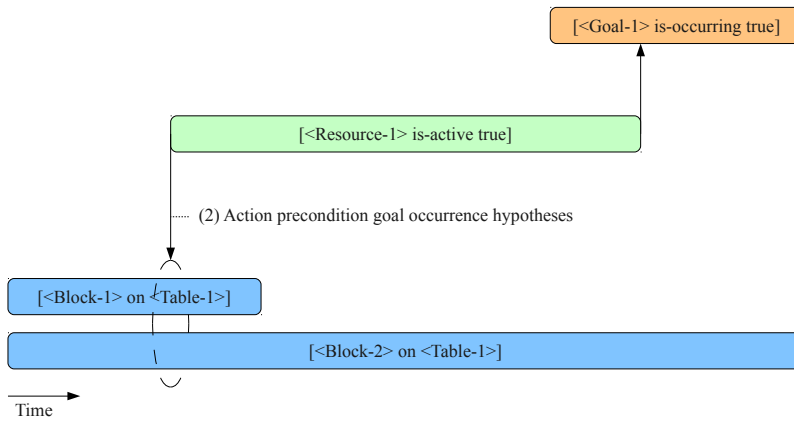 [<Goal-1> is-occurring true]
[<Resource-1> is-active true]
(2) Action precondition goal occurrence hypotheses
[<Block-1> on <Table-1>]
[<Block-2> on <Table-1>]
Time